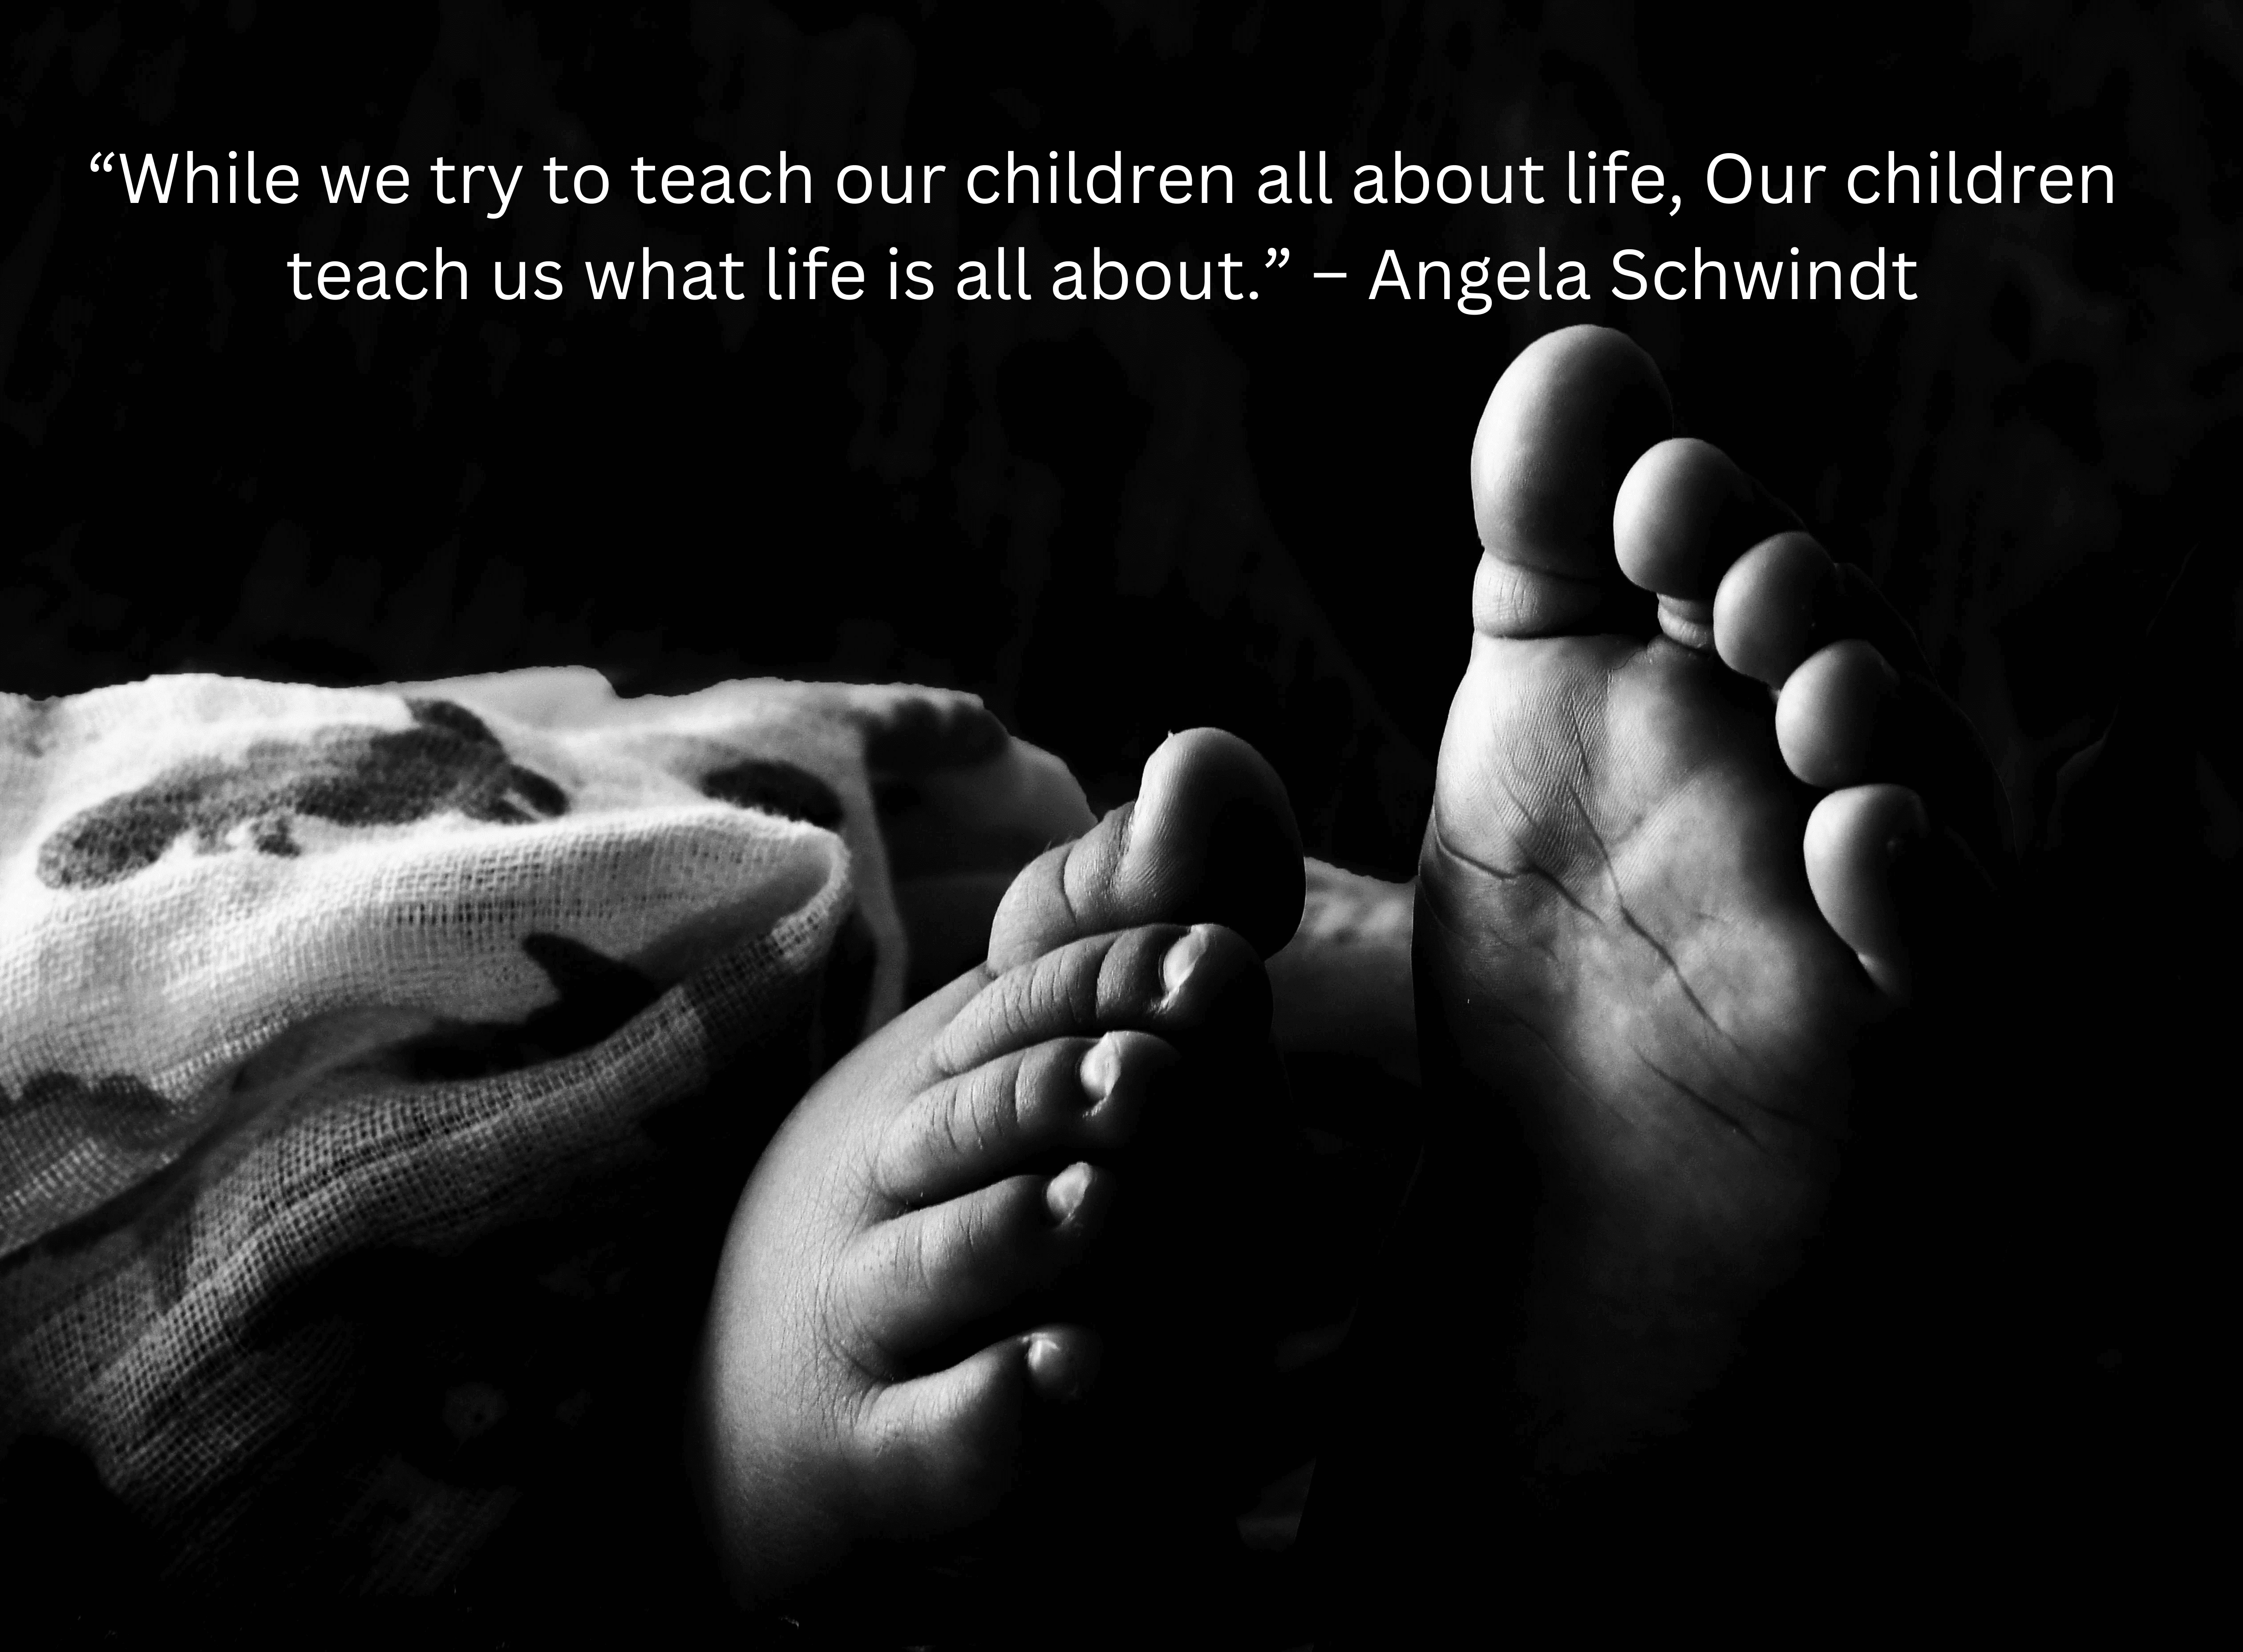 “While we try to teach our children all about life, Our children
teach us what life is all about.” – Angela Schwindt